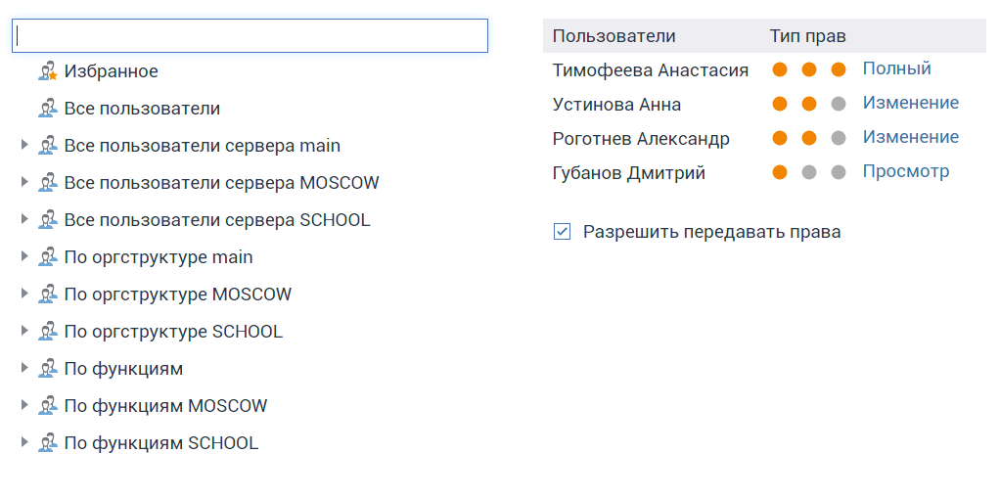 Избранное
Все пользователи
Все пользователи сервера main
Все пользователи сервера MOSCOW
Все пользователи сервера SCHOOL
По оргструктуре main
По оргструктуре MOSCOW
По оргструктуре SCHOOL
По функциям
По функциям MOSCOW
По функциям SCHOOL
Пользователи Тип прав
Тимофеева Анастасия Полный
Устинова Анна Изменение
Роготнев Александр Изменение
Губанов Дмитрий Просмотр
Разрешить передавать права